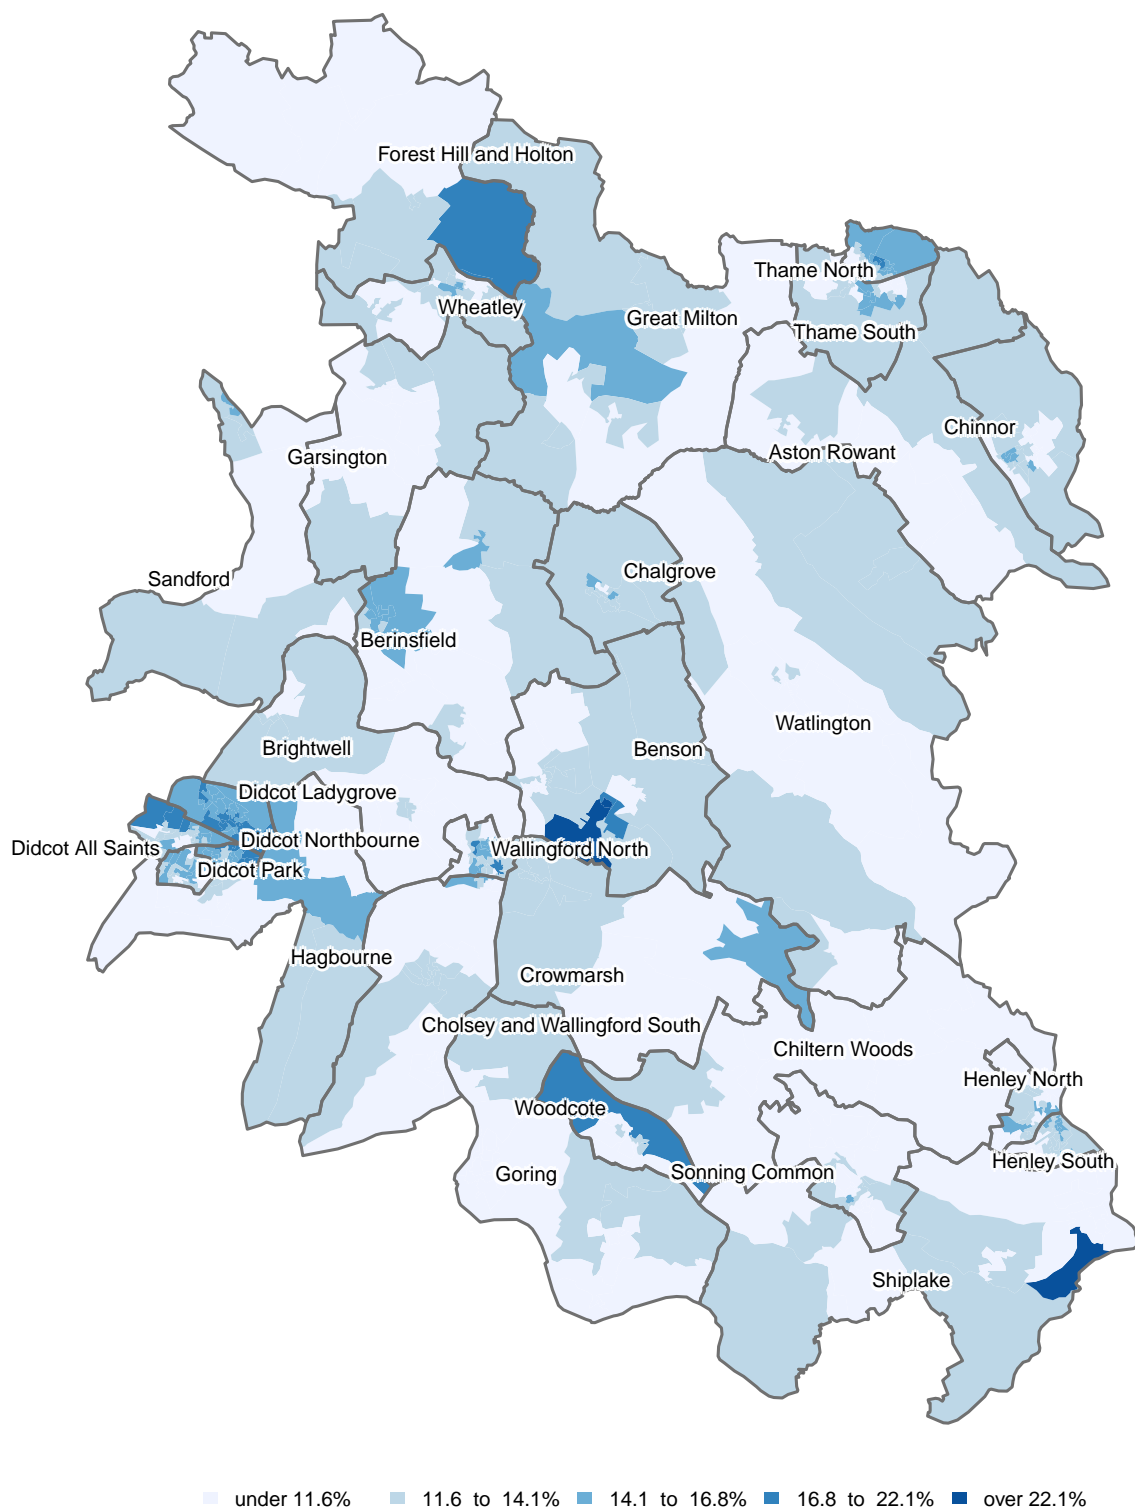 Forest Hill and Holton
Thame North
Wheatley
Great Milton
Thame South
Chinnor
Aston Rowant
Garsington
Chalgrove
Sandford
Berinsfield
Watlington
Brightwell
Benson
Didcot Ladygrove
Didcot Northbourne
Didcot All Saints
Wallingford North
Didcot Park
Hagbourne
Crowmarsh
Cholsey and Wallingford South
Chiltern Woods
Henley North
Woodcote
Henley South
Goring
Sonning Common
Shiplake
under 11.6% 11.6 to 14.1% 14.1 to 16.8% 16.8 to 22.1% over 22.1%